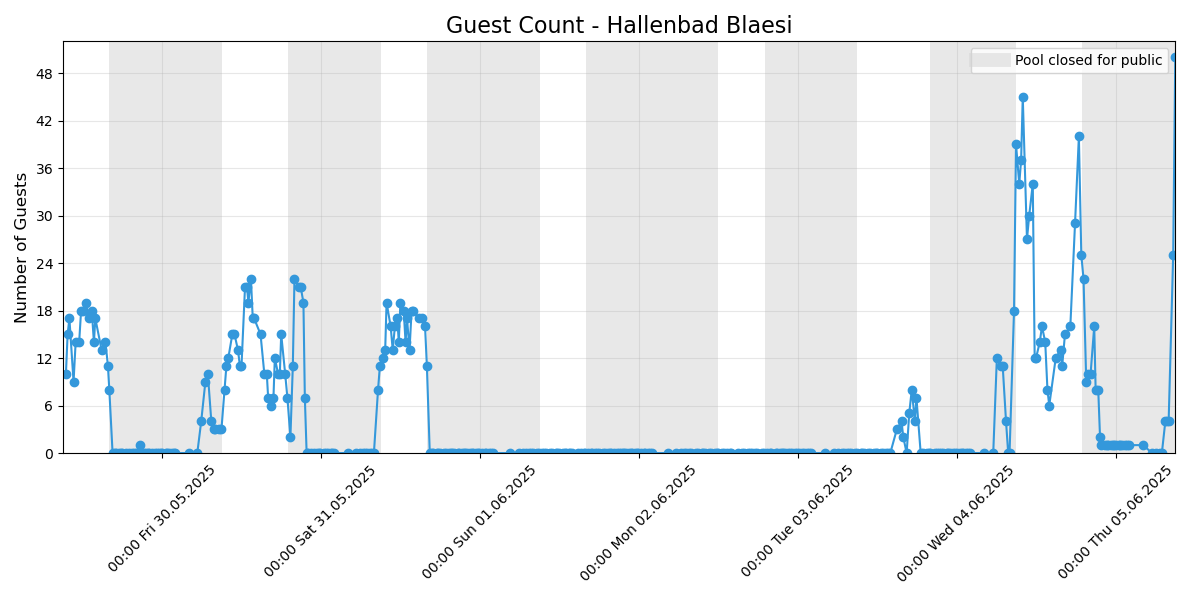 Guest Count - Hallenbad Blaesi
Pool closed for public
Number of Guests
48
42
36
30
24
18
12
6
0
00:00 Fri 30.05.2025
00:00 Sat 31.05.2025
00:00 Sun 01.06.2025
00:00 Mon 02.06.2025
00:00 Tue 03.06.2025
00:00 Wed 04.06.2025
00:00 Thu 05.06.2025